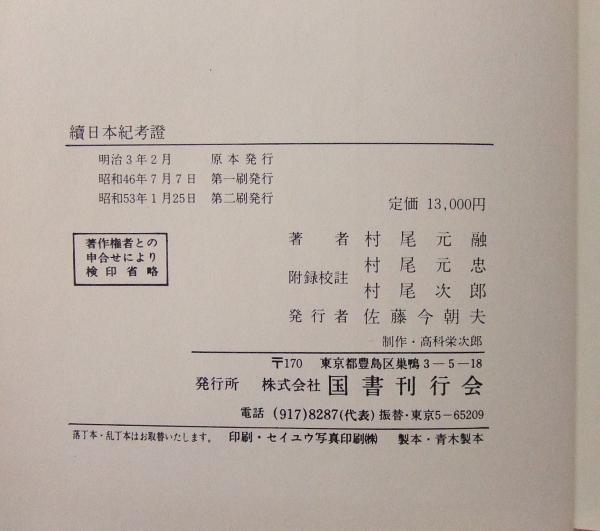 續日本紀考證
明治3年2月 原本発行
昭和46年7月7日 第一刷発行
昭和53年1月25日 第二刷発行
定価 13,000円
著作権者との
申合せにより
検印省略
著者 村尾元融
附録校註 村尾元忠
村尾次郎
発行者 佐藤今朝夫
制作・高科栄次郎
〒170 東京都豊島区巣鴨3-5-18
発行所 株式会社 国書刊行会
電話 (917)8287(代表) 振替・東京5-65209
落丁本・乱丁本はお取替いたします。 印刷・セイユウ写真印刷㈱ 製本・青木製本